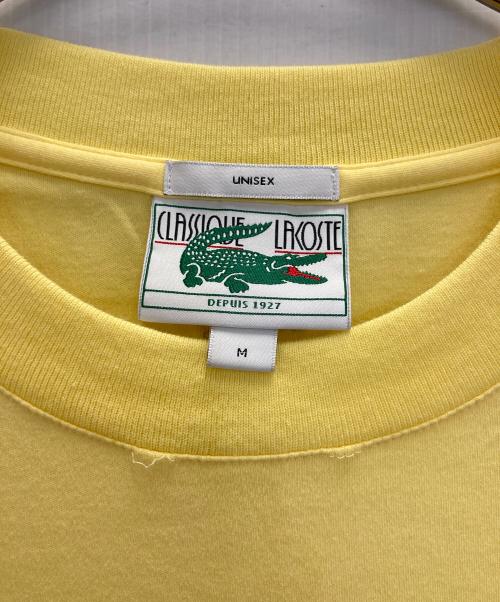 UNISEX
CLASSIQUE LACOSTE
DEPUIS 1927
M